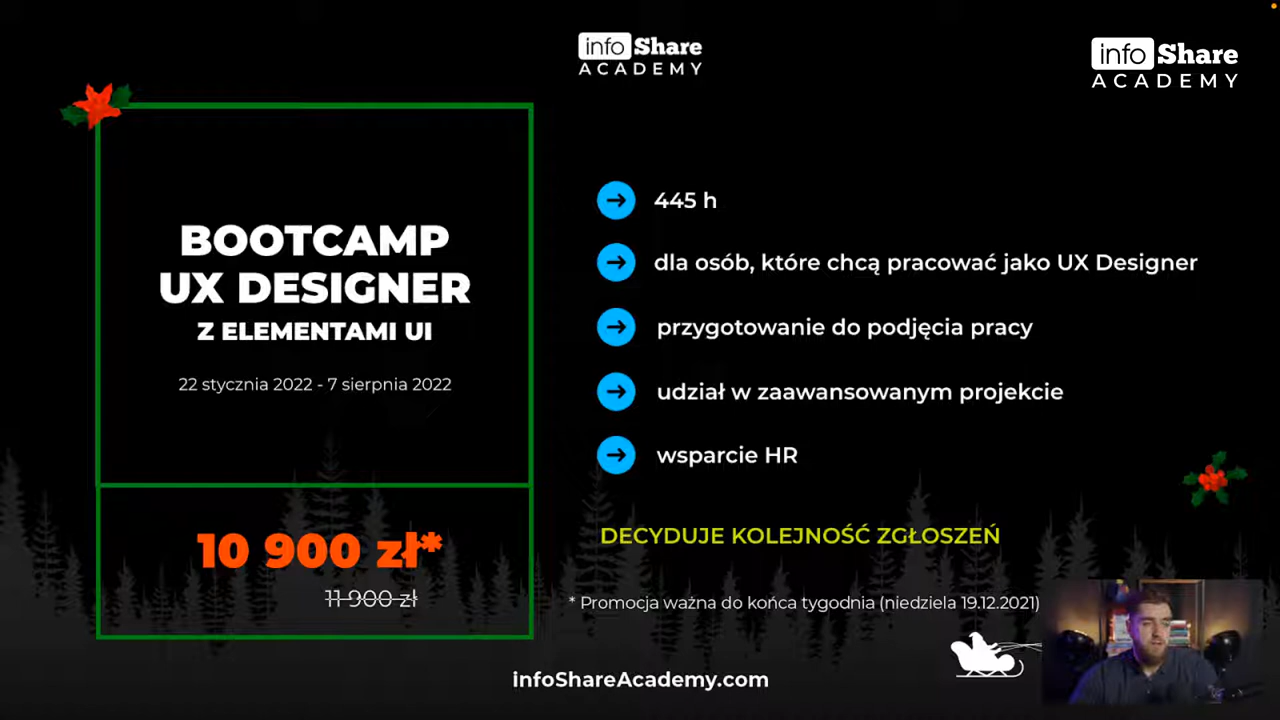 info Share
ACADEMY
info Share
ACADEMY
BOOTCAMP
UX DESIGNER
Z ELEMENTAMI UI
22 stycznia 2022 - 7 sierpnia 2022
10 900 zł*
11 900 zł
445 h
dla osób, które chcą pracować jako UX Designer
przygotowanie do podjęcia pracy
udział w zaawansowanym projekcie
wsparcie HR
DECYDUJE KOLEJNOŚĆ ZGŁOSZEŃ
* Promocja ważna do końca tygodnia (niedziela 19.12.2021)
infoShareAcademy.com